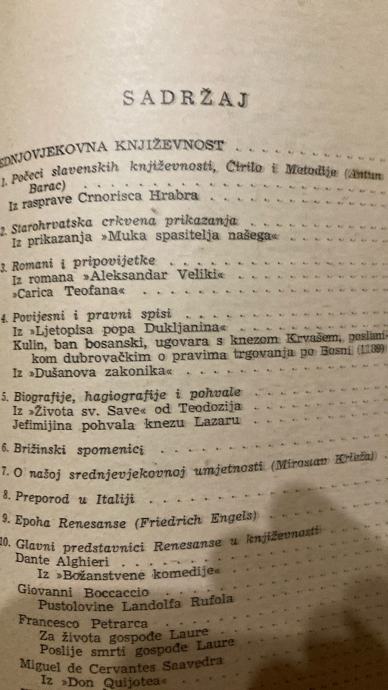 SADRŽAJ
EDNJOVJEKOVNA KNJIŽEVNOST
1. Počeci slavenskih književnosti, Ćirilo i Metodije (Antun
Barac)
Iz rasprave Crnorisca Hrabra
2. Starohrvatska crkvena prikazanja
Iz prikazanja »Muka spasitelja našega«
3. Romani i pripovijetke
Iz romana »Aleksandar Veliki«
»Carica Teofana«
4. Povijesni i pravni spisi
Iz »Ljetopisa popa Dukljanina«
Kulin, ban bosanski, ugovara s knezom Krvašem, poslani-
kom dubrovačkim o pravima trgovanja po Bosni (1189)
Iz »Dušanova zakonika«
5. Biografije, hagiografije i pohvale
Iz »Života sv. Save« od Teodozija
Jefimijina pohvala knezu Lazaru
6. Brižinski spomenici
7. O našoj srednjevjekovnoj umjetnosti (Miroslav Krleža)
8. Preporod u Italiji
9. Epoha Renesanse (Friedrich Engels)
10. Glavni predstavnici Renesanse u književnosti
Dante Alghieri
Iz »Božanstvene komedije«
Giovanni Boccaccio
Pustolovine Landolfa Rufola
Francesco Petrarca
Za života gospođe Laure
Poslije smrti gospođe Laure
Miguel de Cervantes Saavedra
Iz »Don Quijotea«